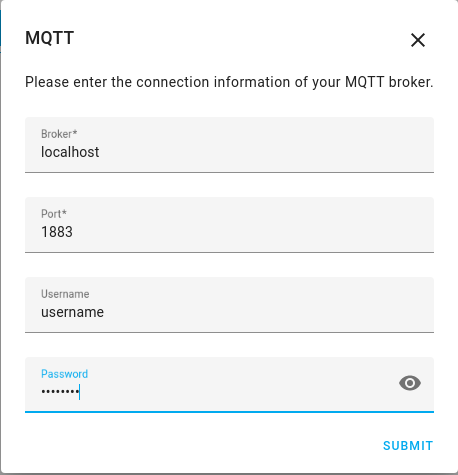 MQTT
Please enter the connection information of your MQTT broker.
Broker*
localhost
Port*
1883
Username
username
Password
••••••••
SUBMIT